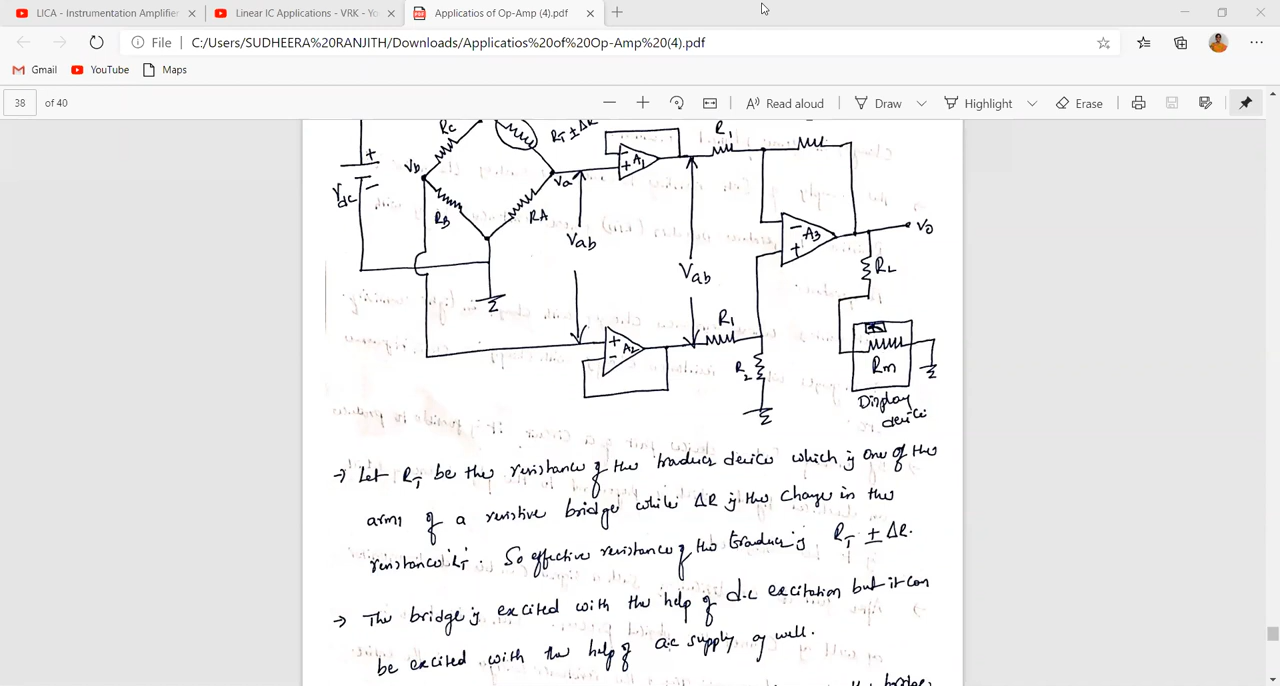 LICA - Instrumentation Amplifier
Linear IC Applications - VRK - Yo
Applicatios of Op-Amp (4).pdf
File
C:/Users/SUDHEERA%20RANJITH/Downloads/Applicatios%20of%20Op-Amp%20(4).pdf
Gmail
YouTube
Maps
38 of 40
Read aloud
Draw
Highlight
Erase
Rc
RT ± ΔR
R1
Vb
Va
A1
+
-
Vdc
RB
RA
Vab
Vab
A3
Vo
RL
R1
A2
R2
Rm
Display
device
→ Let RT be the resistance of the traducr device which is one of the
arms of a resistive bridge while ΔR is the change in the
resistance RT. So effective resistance of the traducr is RT ± ΔR.
→ The bridge is excited with the help of d.c excitation but it can
be excited with the help of a.c supply as well.
bridge